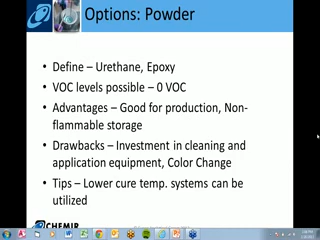 Options: Powder
• Define – Urethane, Epoxy
• VOC levels possible – 0 VOC
• Advantages – Good for production, Non-
flammable storage
• Drawbacks – Investment in cleaning and
application equipment, Color Change
• Tips – Lower cure temp. systems can be
utilized
CHEMIR